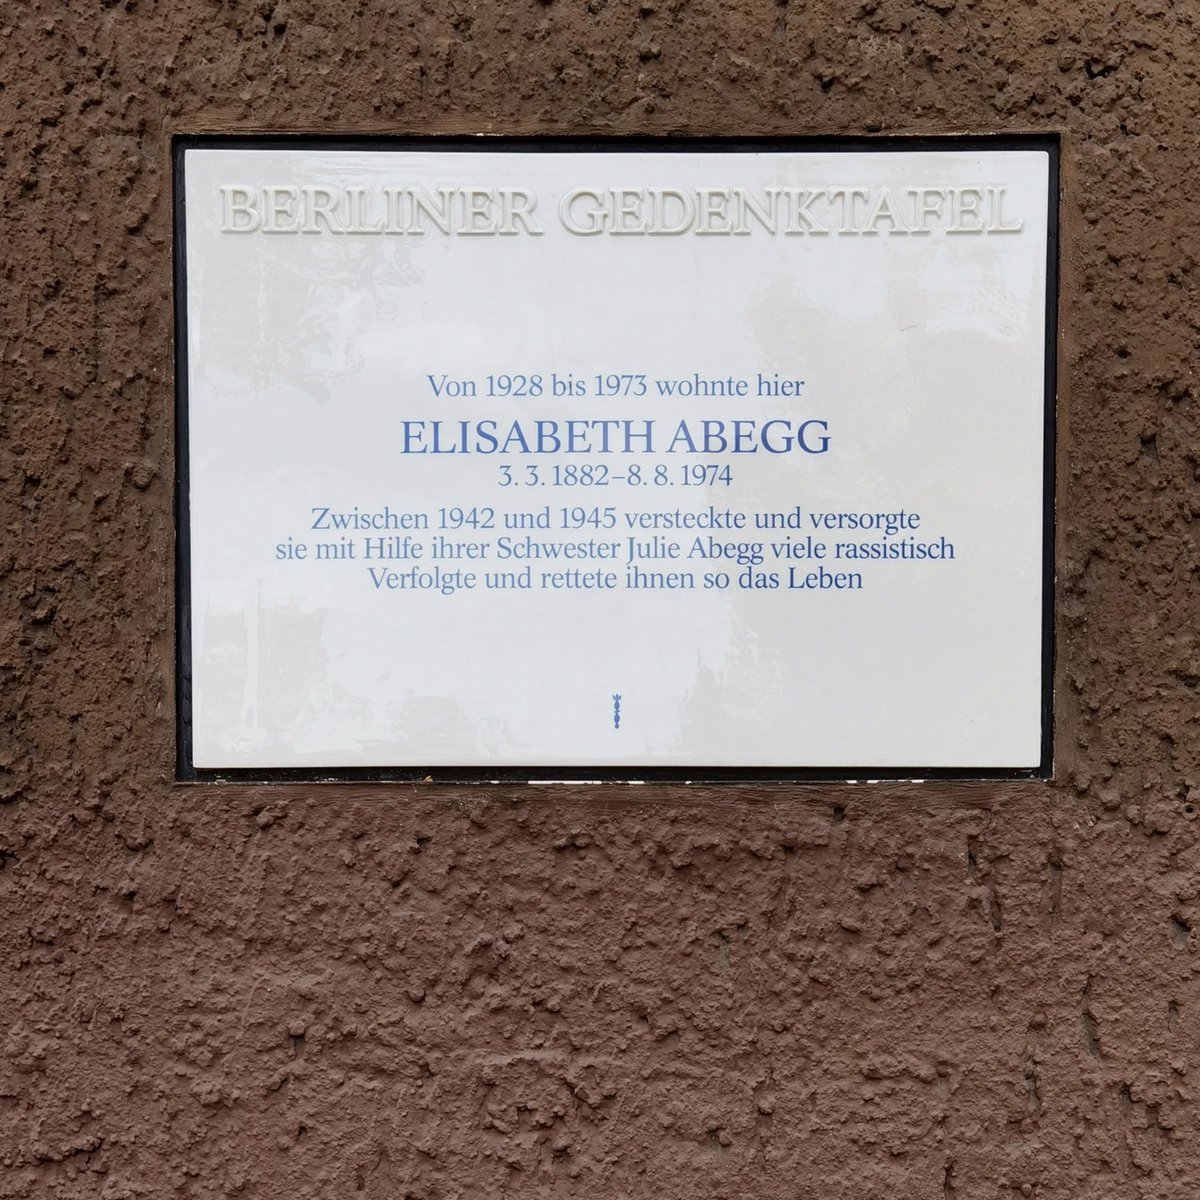 BERLINER GEDENKTAFEL
Von 1928 bis 1973 wohnte hier
ELISABETH ABEGG
3. 3. 1882–8. 8. 1974
Zwischen 1942 und 1945 versteckte und versorgte
sie mit Hilfe ihrer Schwester Julie Abegg viele rassistisch
Verfolgte und rettete ihnen so das Leben